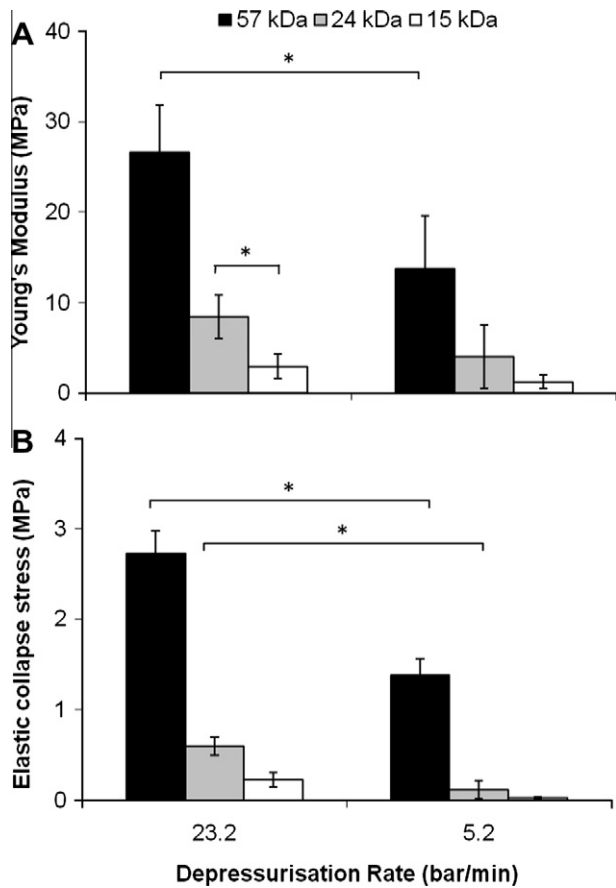 57 kDa 24 kDa 15 kDa
A
40
30
20
10
0
Young's Modulus (MPa)
*
*
B
4
3
2
1
0
Elastic collapse stress (MPa)
*
*
23.2 5.2
Depressurisation Rate (bar/min)